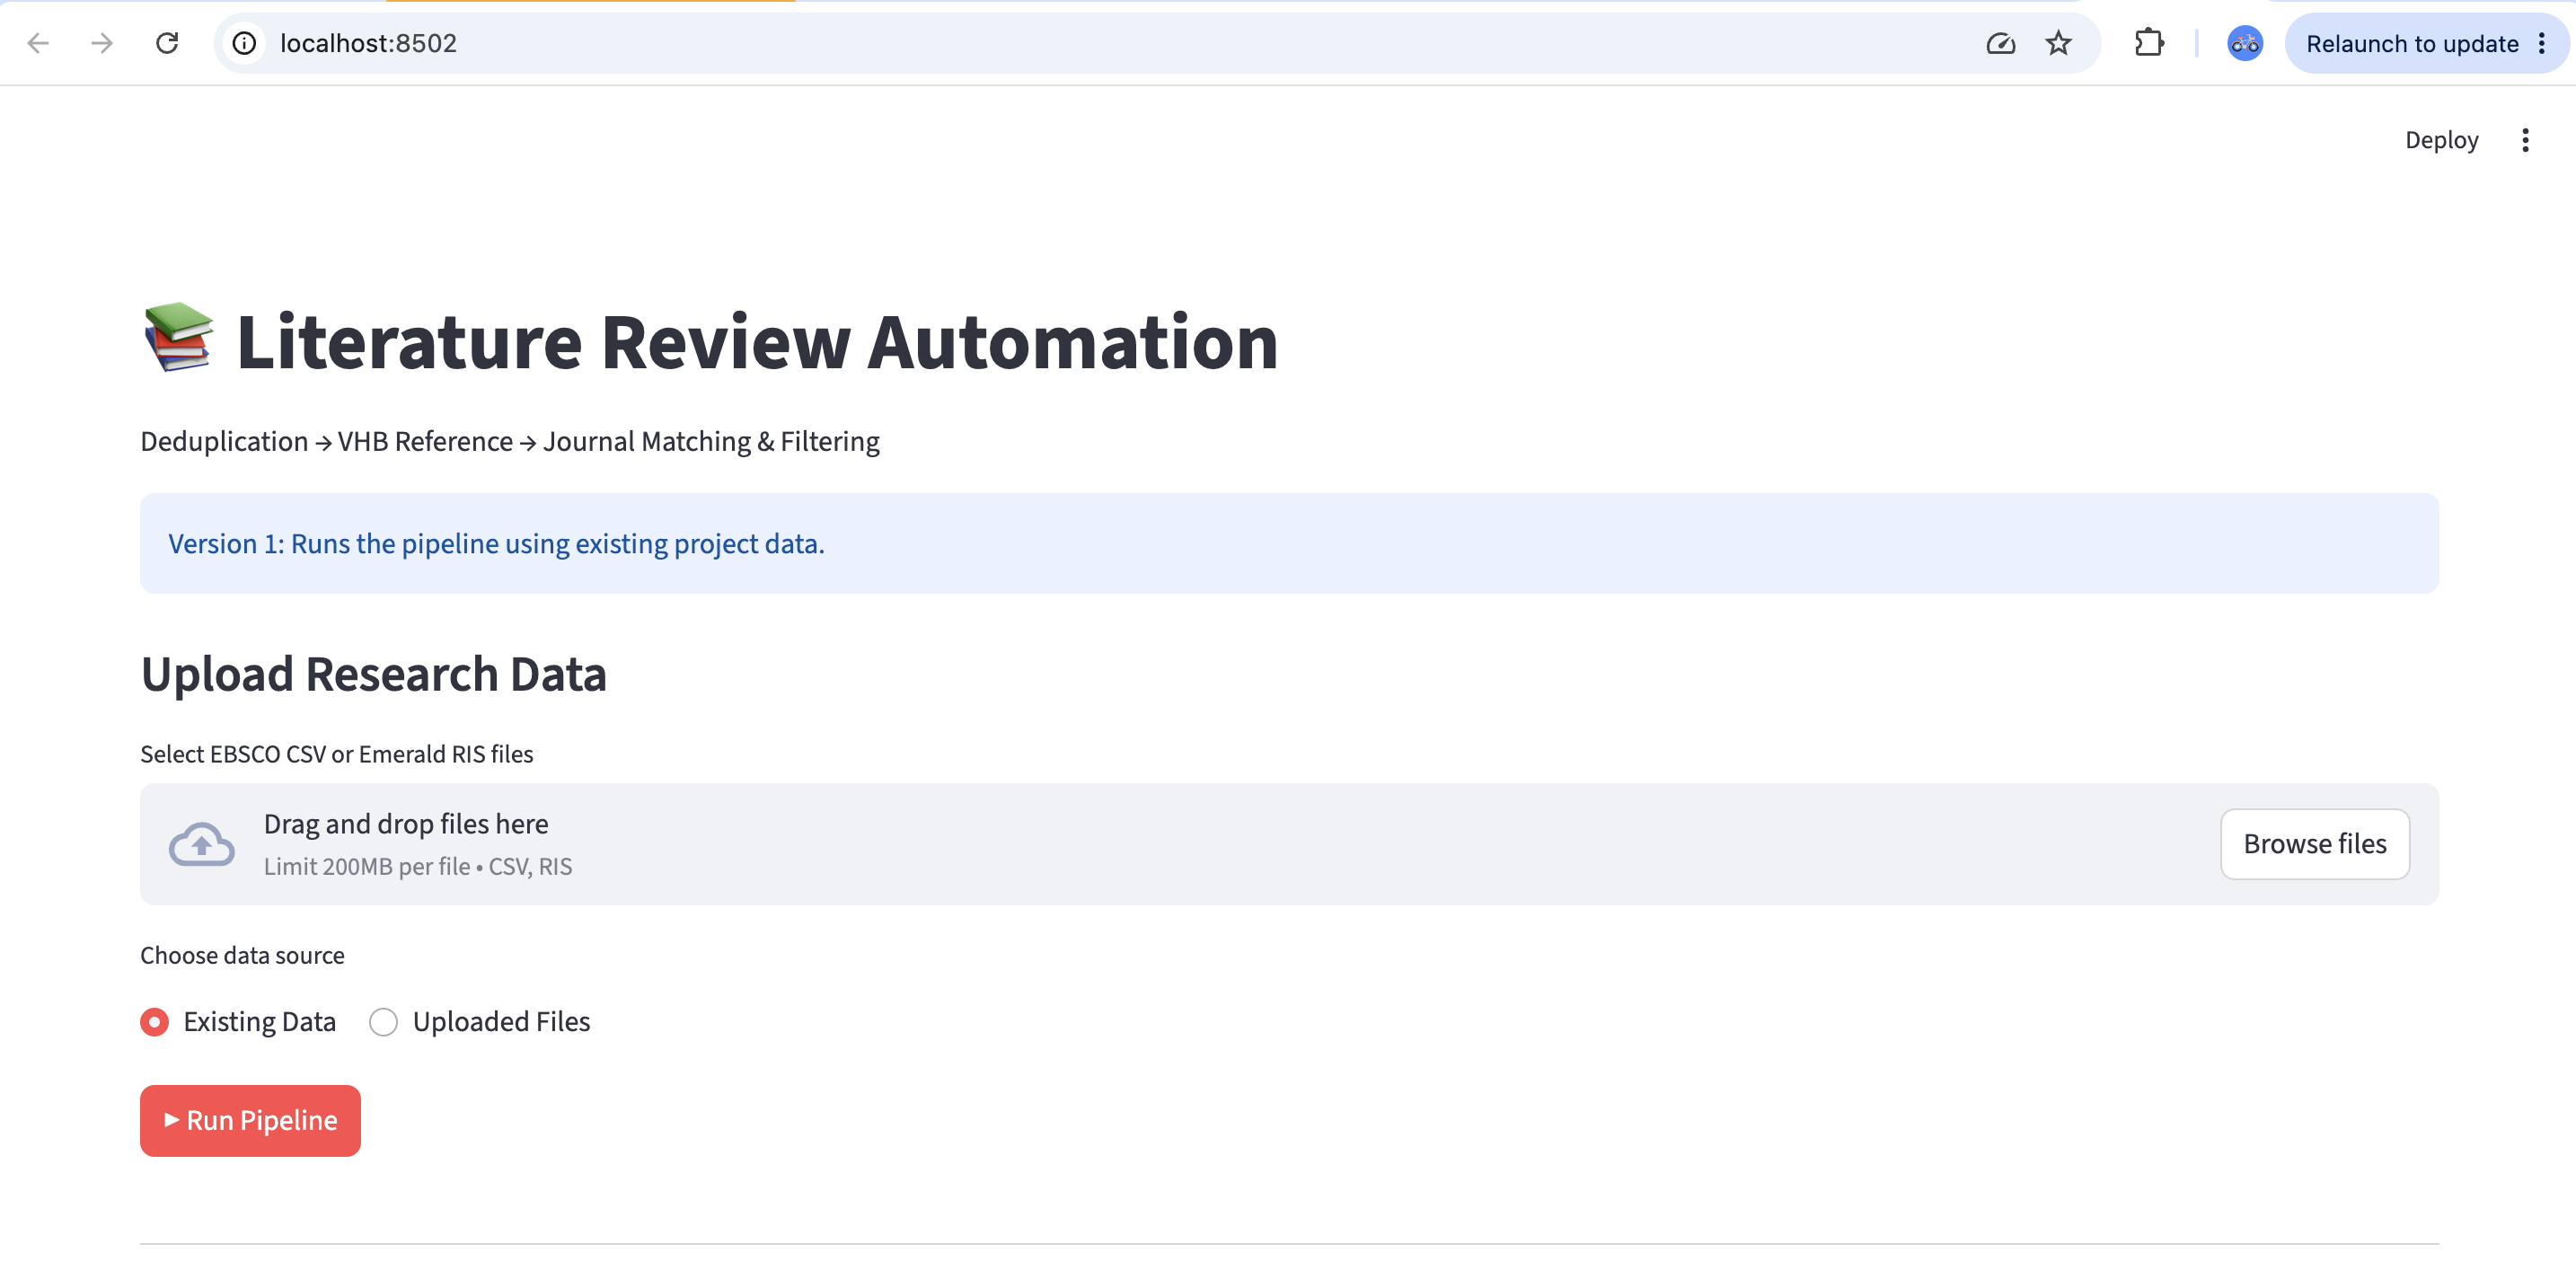 localhost:8502
Relaunch to update
Deploy
Literature Review Automation
Deduplication → VHB Reference → Journal Matching & Filtering
Version 1: Runs the pipeline using existing project data.
Upload Research Data
Select EBSCO CSV or Emerald RIS files
Drag and drop files here
Limit 200MB per file • CSV, RIS
Browse files
Choose data source
Existing Data
Uploaded Files
Run Pipeline